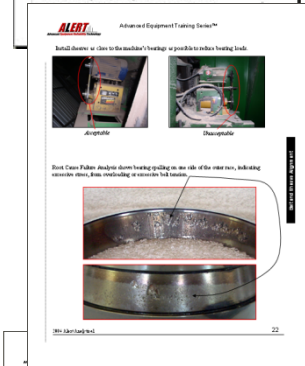 ALERT
Advanced Equipment Training Series™
Install sheaves as close to the machine's bearings as possible to reduce bearing loads.
Acceptable
Unacceptable
Root Cause Failure Analysis shows bearing spalling on one side of the outer race, indicating
excessive stress, from overloading or excessive belt tension.
Belt and Sheave Alignment
22